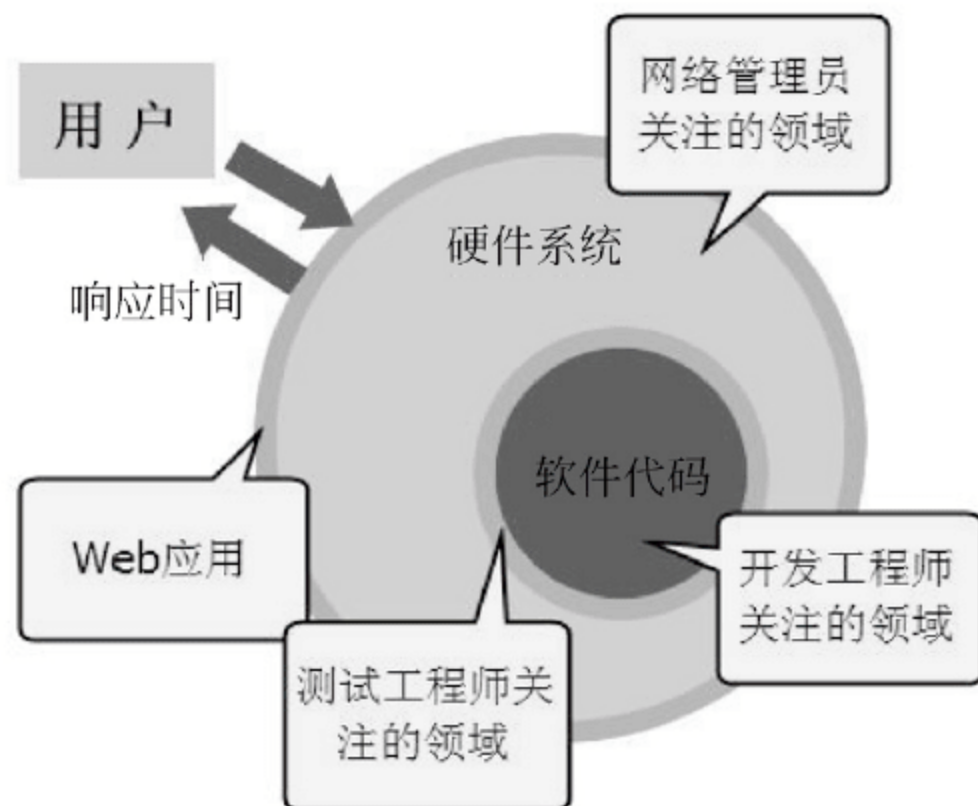 网络管理员
关注的领域
用 户
硬件系统
响应时间
软件代码
Web应用
开发工程师
关注的领域
测试工程师关
注的领域